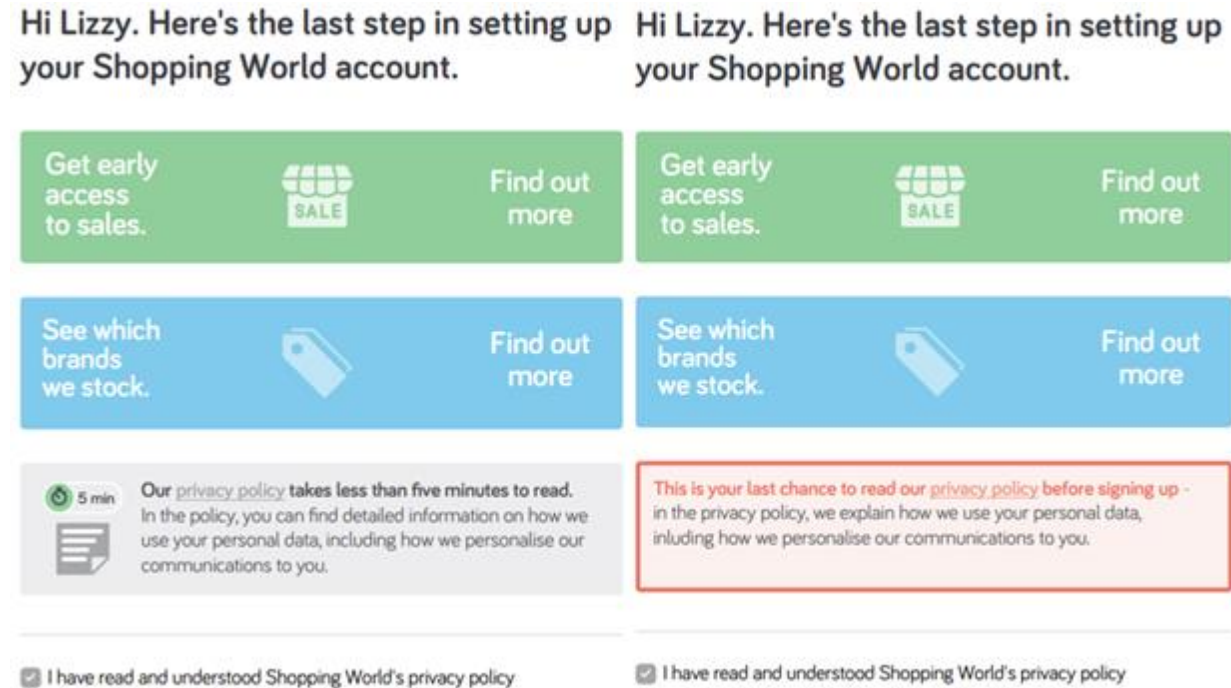 Hi Lizzy. Here's the last step in setting up
your Shopping World account.
Get early
access
to sales.
SALE
Find out
more
See which
brands
we stock.
Find out
more
5 min
Our privacy policy takes less than five minutes to read.
In the policy, you can find detailed information on how we
use your personal data, including how we personalise our
communications to you.
I have read and understood Shopping World's privacy policy
Hi Lizzy. Here's the last step in setting up
your Shopping World account.
Get early
access
to sales.
SALE
Find out
more
See which
brands
we stock.
Find out
more
This is your last chance to read our privacy policy before signing up -
in the privacy policy, we explain how we use your personal data,
inluding how we personalise our communications to you.
I have read and understood Shopping World's privacy policy